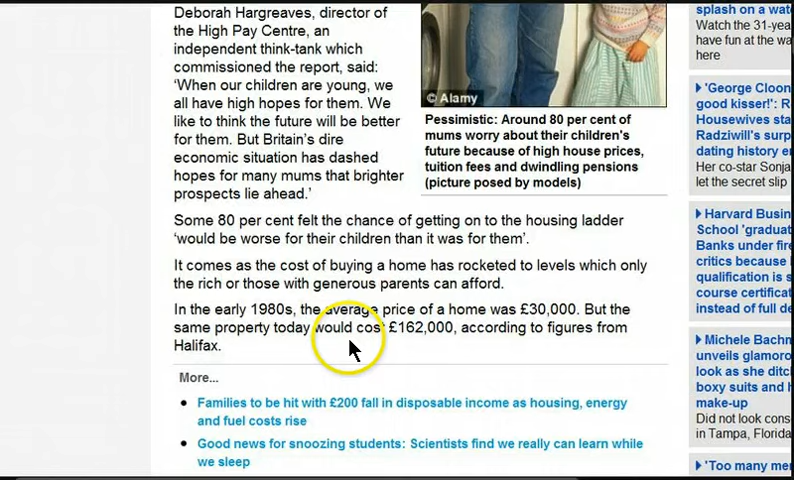 Deborah Hargreaves, director of
the High Pay Centre, an
independent think-tank which
commissioned the report, said:
‘When our children are young, we
all have high hopes for them. We
like to think the future will be better
for them. But Britain’s dire
economic situation has dashed
hopes for many mums that brighter
prospects lie ahead.’
© Alamy
Pessimistic: Around 80 per cent of
mums worry about their children's
future because of high house prices,
tuition fees and dwindling pensions
(picture posed by models)
Some 80 per cent felt the chance of getting on to the housing ladder
‘would be worse for their children than it was for them’.
It comes as the cost of buying a home has rocketed to levels which only
the rich or those with generous parents can afford.
In the early 1980s, the average price of a home was £30,000. But the
same property today would cost £162,000, according to figures from
Halifax.
More...
Families to be hit with £200 fall in disposable income as housing, energy
and fuel costs rise
Good news for snoozing students: Scientists find we really can learn while
we sleep
splash on a wat
Watch the 31-yea
have fun at the wa
here
'George Cloon
good kisser!': R
Housewives sta
Radziwill's surp
dating history e
Her co-star Sonja
let the secret slip
Harvard Busin
School 'graduat
Banks under fire
critics because
qualification is s
course certificat
instead of full de
Michele Bachm
unveils glamoro
look as she ditc
boxy suits and h
make-up
Did not look cons
in Tampa, Florida
'Too many me